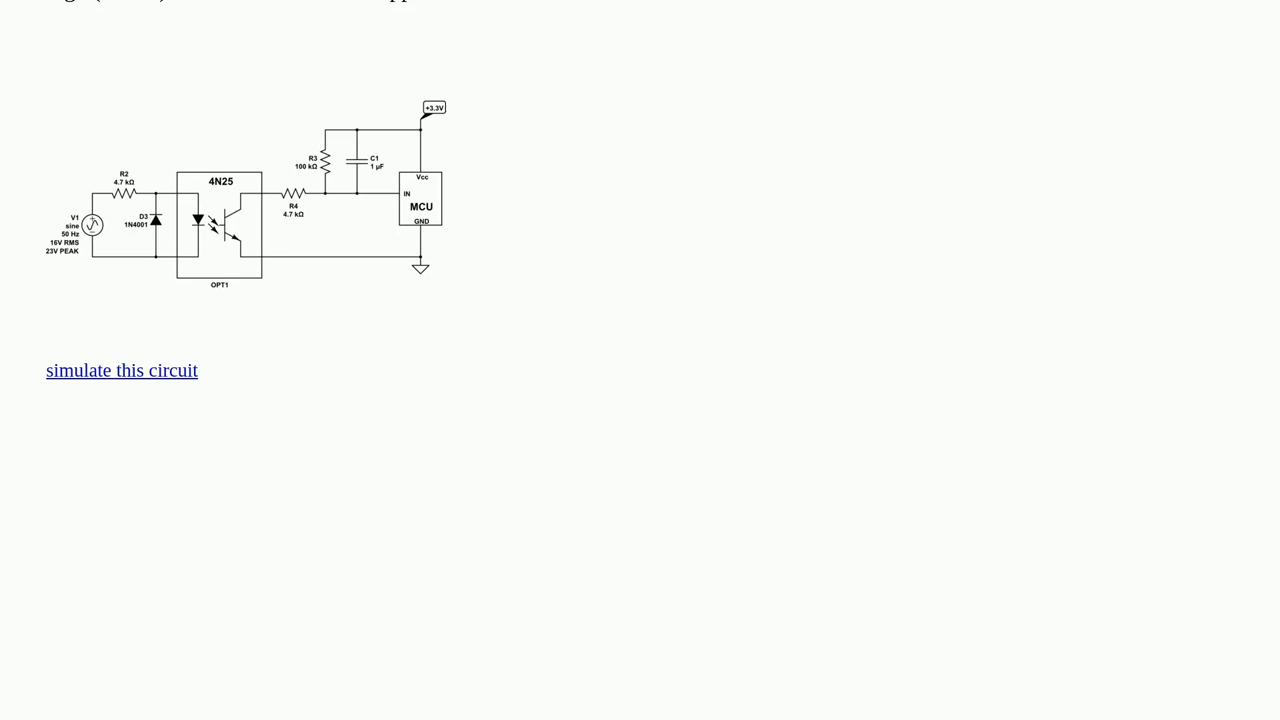 +3.3V
R3
100 kΩ
C1
1 µF
R2
4.7 kΩ
4N25
Vcc
IN
MCU
GND
R4
4.7 kΩ
D3
1N4001
V1
sine
50 Hz
16V RMS
23V PEAK
OPT1
simulate this circuit